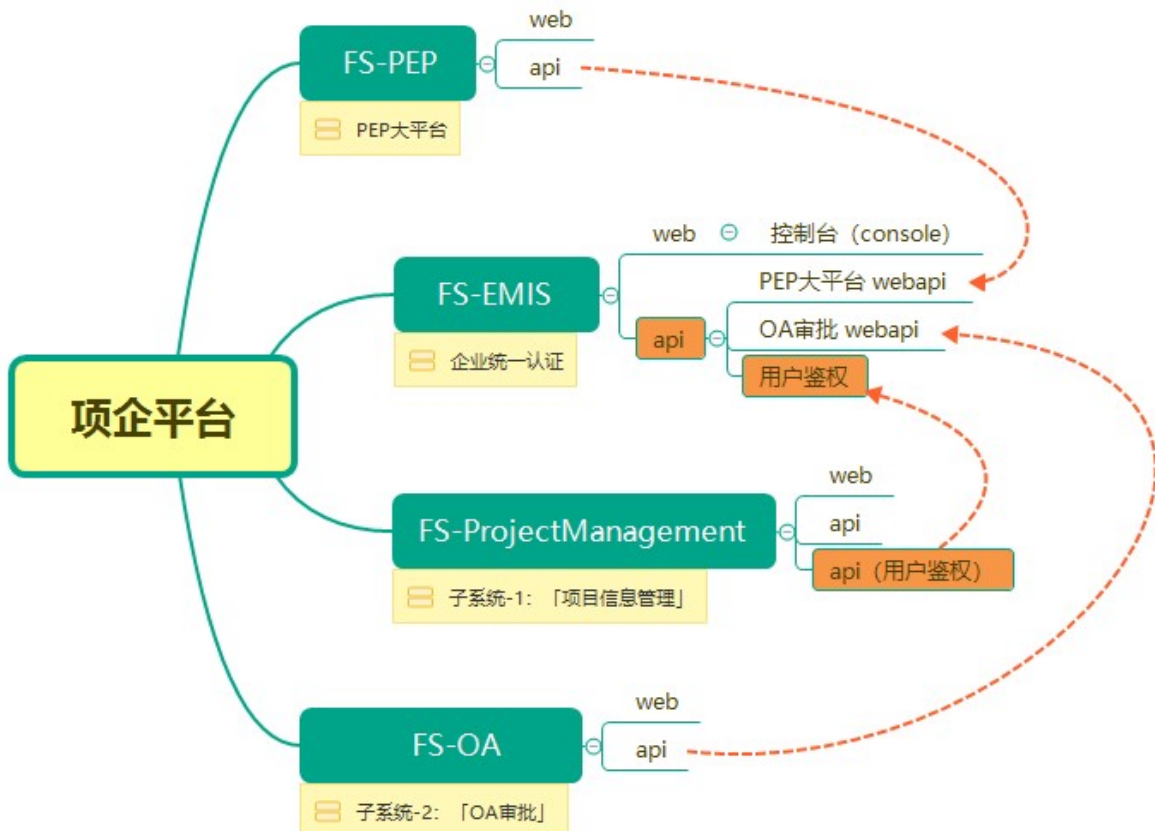 项企平台
FS-PEP
PEP大平台
web
api
FS-EMIS
企业统一认证
web
控制台（console）
api
PEP大平台 webapi
OA审批 webapi
用户鉴权
FS-ProjectManagement
子系统-1：「项目信息管理」
web
api
api（用户鉴权）
FS-OA
子系统-2：「OA审批」
web
api